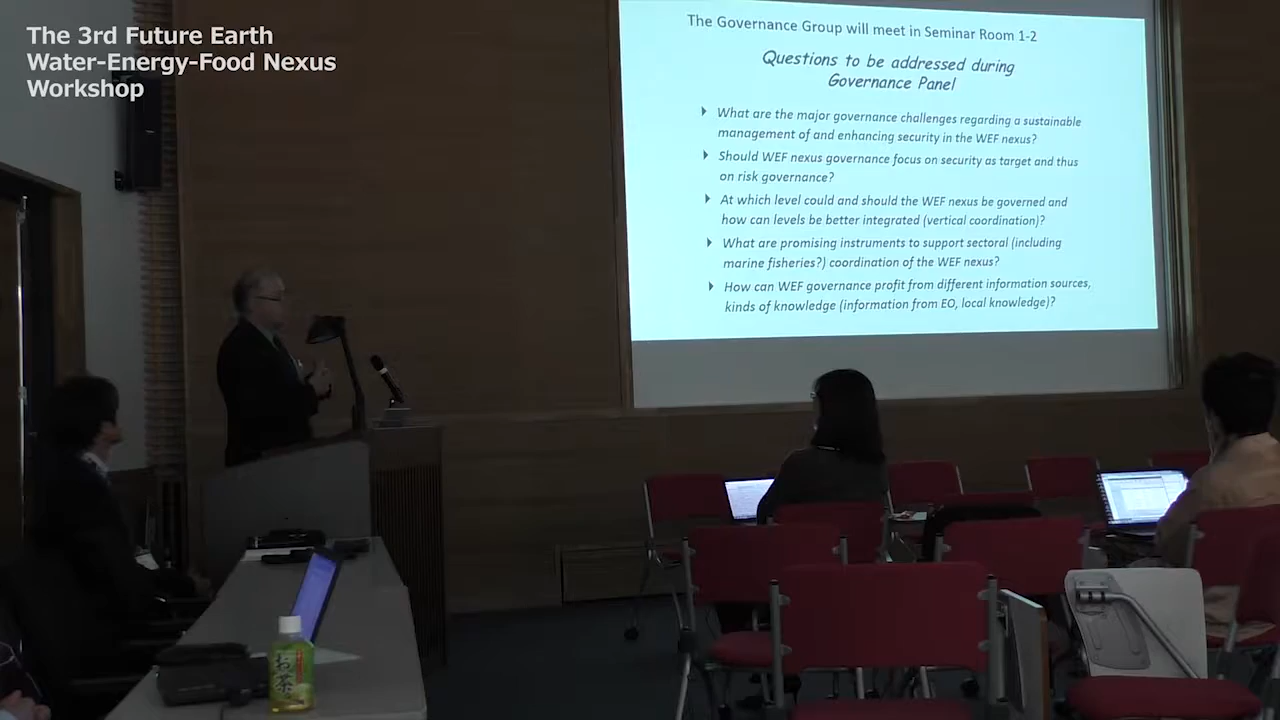 The 3rd Future Earth
Water-Energy-Food Nexus
Workshop
The Governance Group will meet in Seminar Room 1-2
Questions to be addressed during
Governance Panel
What are the major governance challenges regarding a sustainable
management of and enhancing security in the WEF nexus?
Should WEF nexus governance focus on security as target and thus
on risk governance?
At which level could and should the WEF nexus be governed and
how can levels be better integrated (vertical coordination)?
What are promising instruments to support sectoral (including
marine fisheries?) coordination of the WEF nexus?
How can WEF governance profit from different information sources,
kinds of knowledge (information from EO, local knowledge)?
お〜いお茶